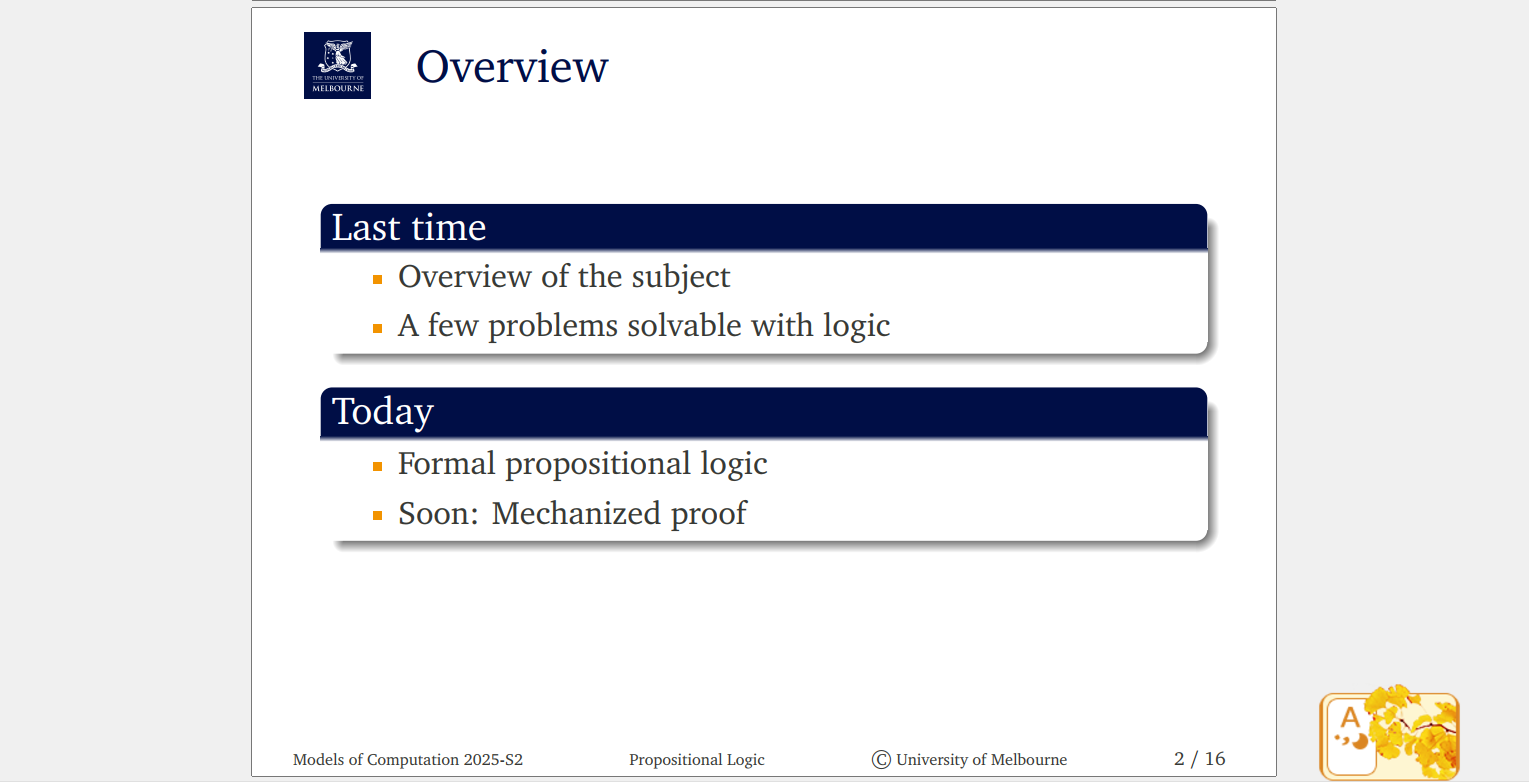 THE UNIVERSITY OF
MELBOURNE
Overview
Last time
Overview of the subject
A few problems solvable with logic
Today
Formal propositional logic
Soon: Mechanized proof
Models of Computation 2025-S2 Propositional Logic © University of Melbourne 2 / 16
A